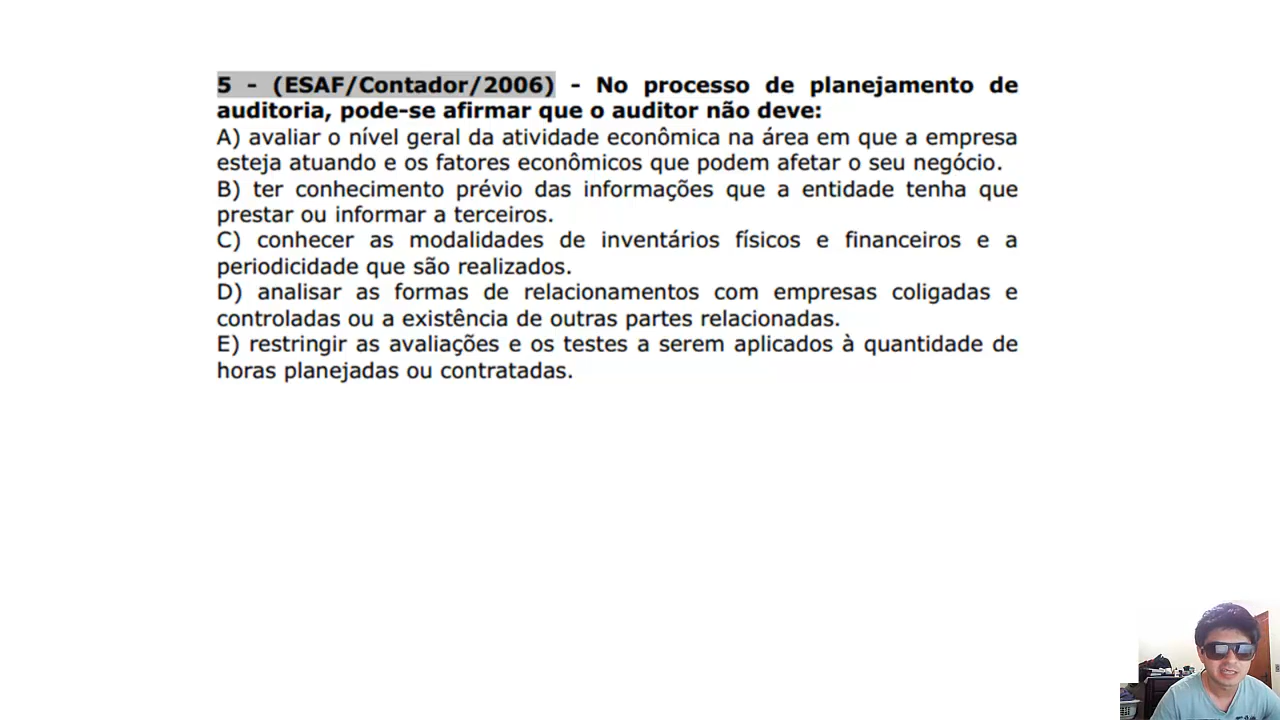 5 - (ESAF/Contador/2006) - No processo de planejamento de
auditoria, pode-se afirmar que o auditor não deve:
A) avaliar o nível geral da atividade econômica na área em que a empresa
esteja atuando e os fatores econômicos que podem afetar o seu negócio.
B) ter conhecimento prévio das informações que a entidade tenha que
prestar ou informar a terceiros.
C) conhecer as modalidades de inventários físicos e financeiros e a
periodicidade que são realizados.
D) analisar as formas de relacionamentos com empresas coligadas e
controladas ou a existência de outras partes relacionadas.
E) restringir as avaliações e os testes a serem aplicados à quantidade de
horas planejadas ou contratadas.